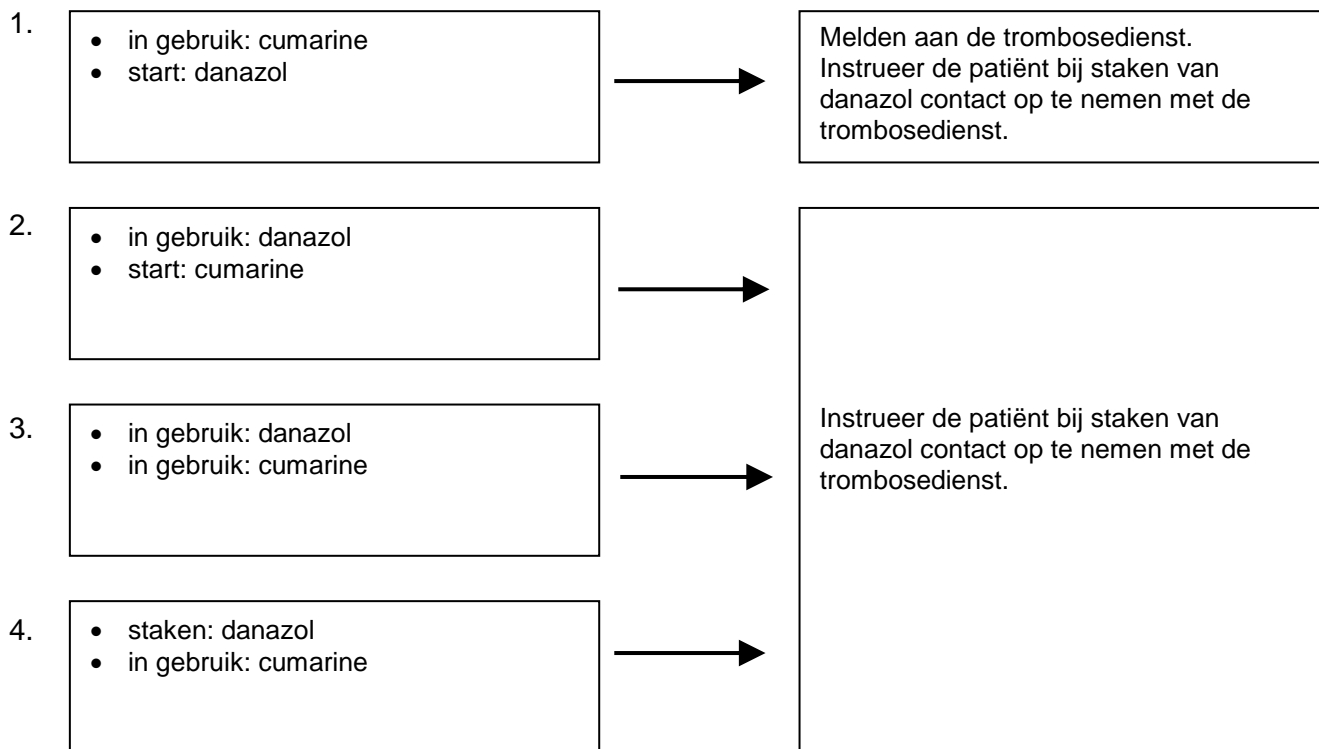 1.
• in gebruik: cumarine
• start: danazol
Melden aan de trombosedienst.
Instrueer de patiënt bij staken van
danazol contact op te nemen met de
trombosedienst.
2.
• in gebruik: danazol
• start: cumarine
3.
• in gebruik: danazol
• in gebruik: cumarine
Instrueer de patiënt bij staken van
danazol contact op te nemen met de
trombosedienst.
4.
• staken: danazol
• in gebruik: cumarine